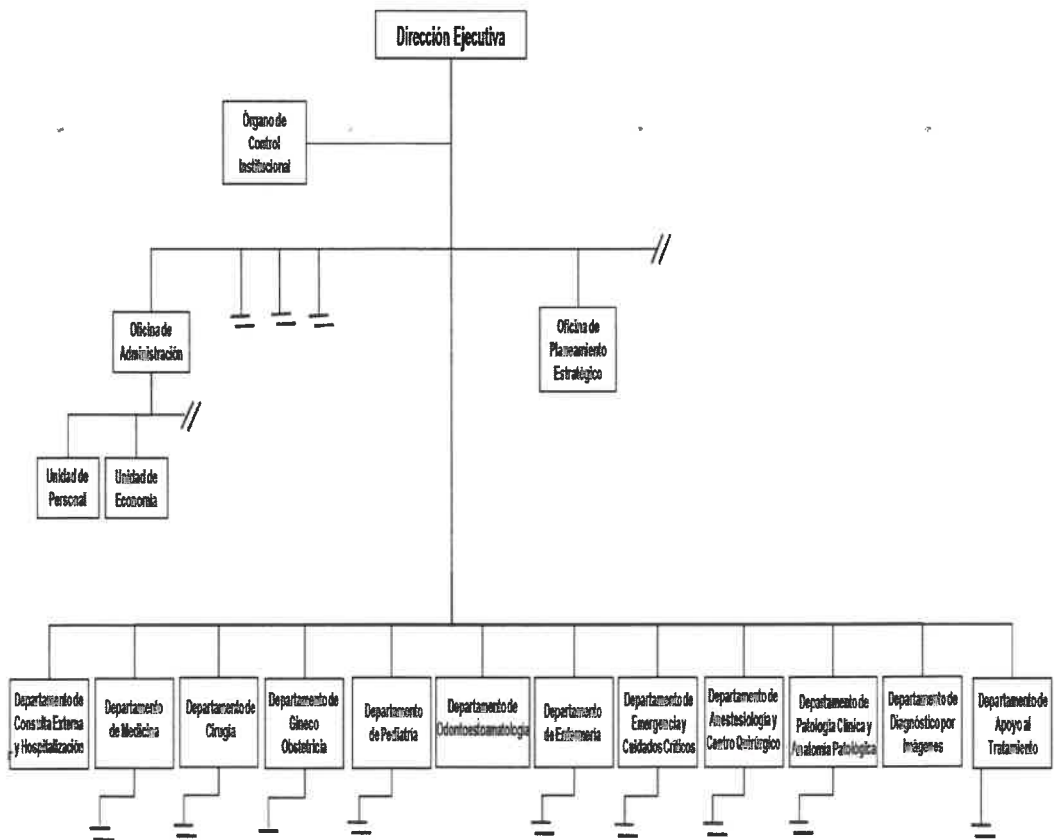 Dirección Ejecutiva
Órgano de
Control
Institucional
Oficina de
Administración
Oficina de
Planeamiento
Estratégico
Unidad de
Personal
Unidad de
Economía
Departamento de
Consulta Externa
y Hospitalización
Departamento
de Medicina
Departamento de
Cirugía
Departamento de
Gineco
Obstetricia
Departamento
de Pediatría
Departamento de
Odontoestomatología
Departamento
de Enfermería
Departamento de
Emergencia y
Cuidados Críticos
Departamento de
Anestesiología y
Centro Quirúrgico
Departamento de
Patología Clínica y
Anatomía Patológica
Departamento de
Diagnóstico por
Imágenes
Departamento de
Apoyo al
Tratamiento